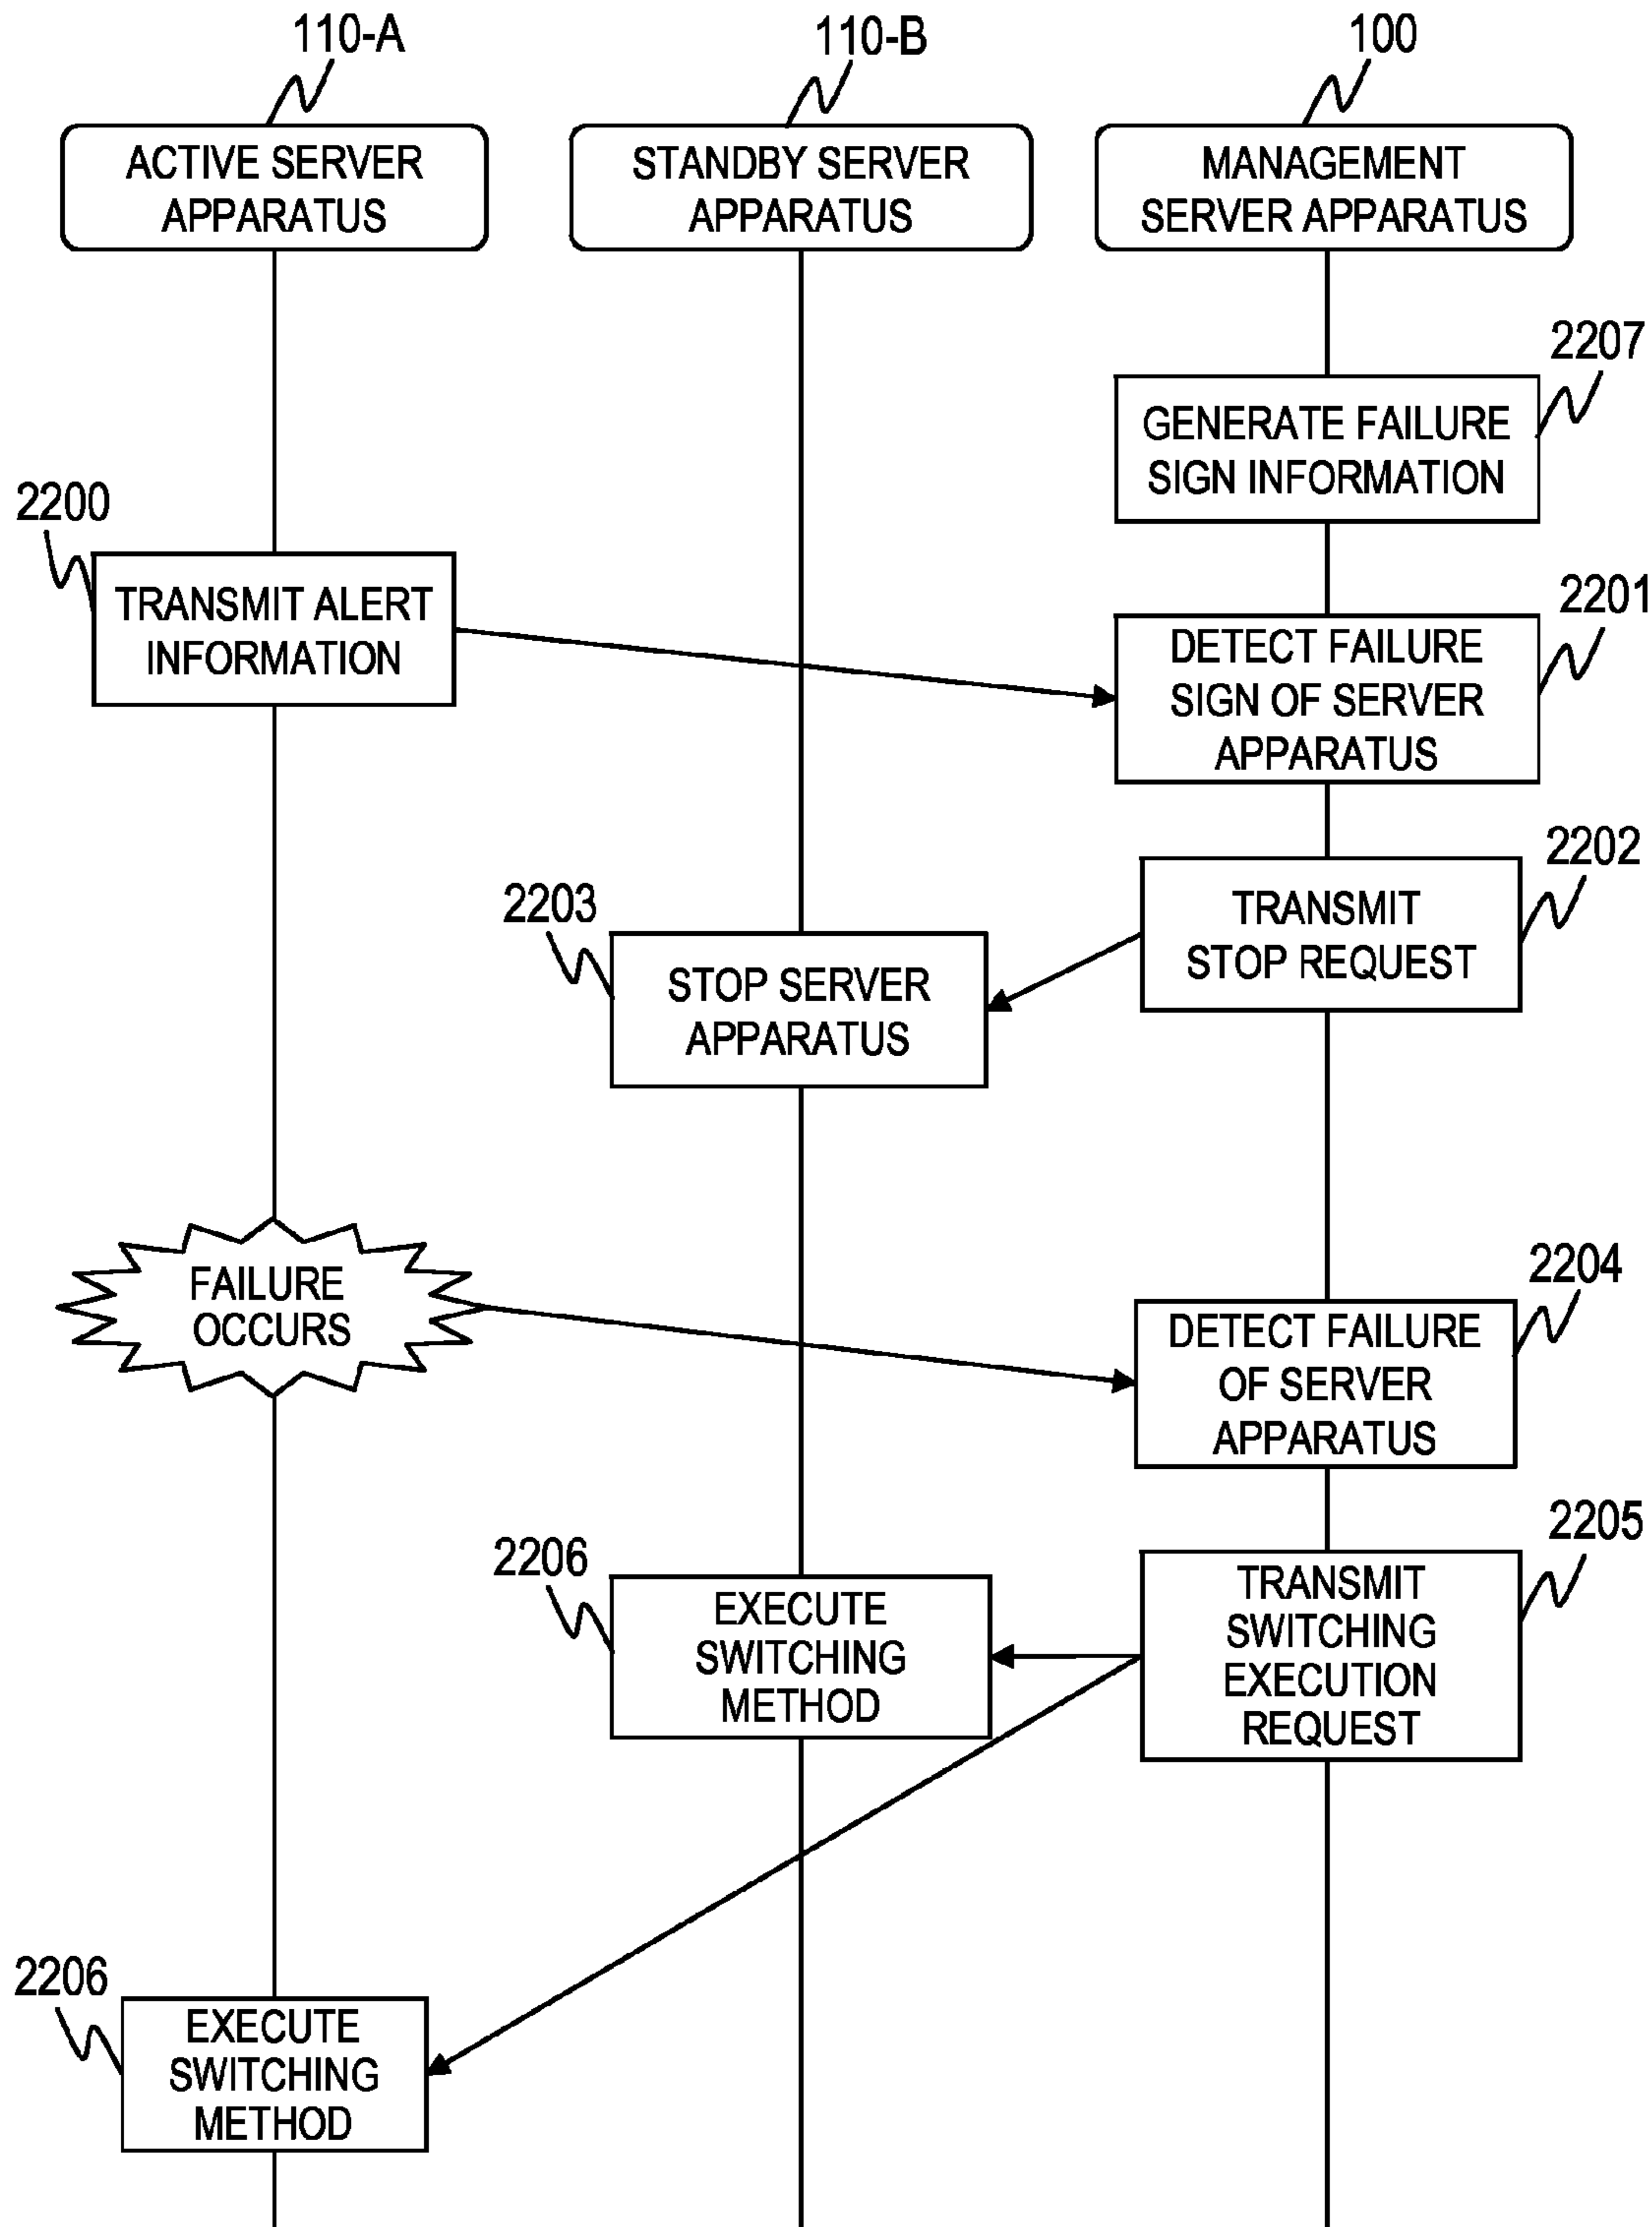 110-A
110-B
100
ACTIVE SERVER
APPARATUS
STANDBY SERVER
APPARATUS
MANAGEMENT
SERVER APPARATUS
2207
GENERATE FAILURE
SIGN INFORMATION
2200
TRANSMIT ALERT
INFORMATION
2201
DETECT FAILURE
SIGN OF SERVER
APPARATUS
2202
TRANSMIT
STOP REQUEST
2203
STOP SERVER
APPARATUS
FAILURE
OCCURS
2204
DETECT FAILURE
OF SERVER
APPARATUS
2205
TRANSMIT
SWITCHING
EXECUTION
REQUEST
2206
EXECUTE
SWITCHING
METHOD
2206
EXECUTE
SWITCHING
METHOD